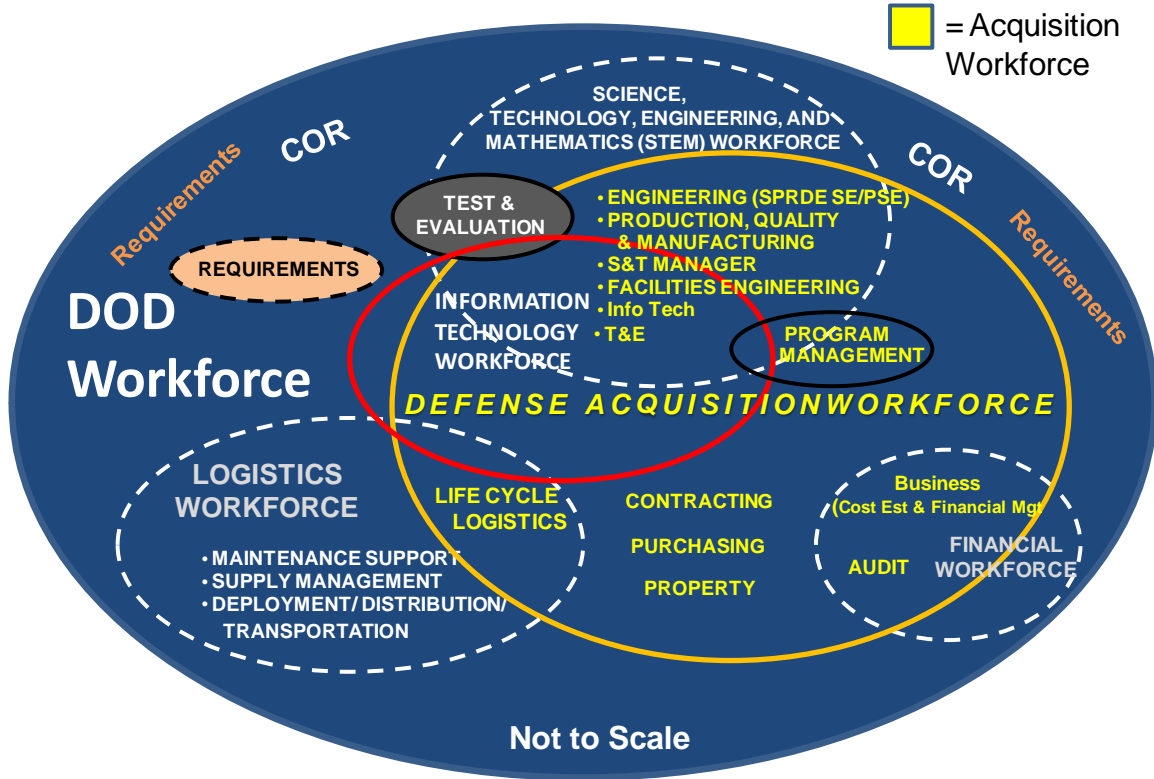 = Acquisition
Workforce
SCIENCE,
TECHNOLOGY, ENGINEERING, AND
MATHEMATICS (STEM) WORKFORCE
COR
COR
Requirements
Requirements
TEST &
EVALUATION
• ENGINEERING (SPRDE SE/PSE)
• PRODUCTION, QUALITY
& MANUFACTURING
• S&T MANAGER
• FACILITIES ENGINEERING
• Info Tech
• T&E
REQUIREMENTS
INFORMATION
TECHNOLOGY
WORKFORCE
PROGRAM
MANAGEMENT
DOD
Workforce
DEFENSE ACQUISITIONWORKFORCE
LOGISTICS
WORKFORCE
LIFE CYCLE
LOGISTICS
• MAINTENANCE SUPPORT
• SUPPLY MANAGEMENT
• DEPLOYMENT/ DISTRIBUTION/
TRANSPORTATION
CONTRACTING
PURCHASING
PROPERTY
Business
(Cost Est & Financial Mgt
AUDIT
FINANCIAL
WORKFORCE
Not to Scale